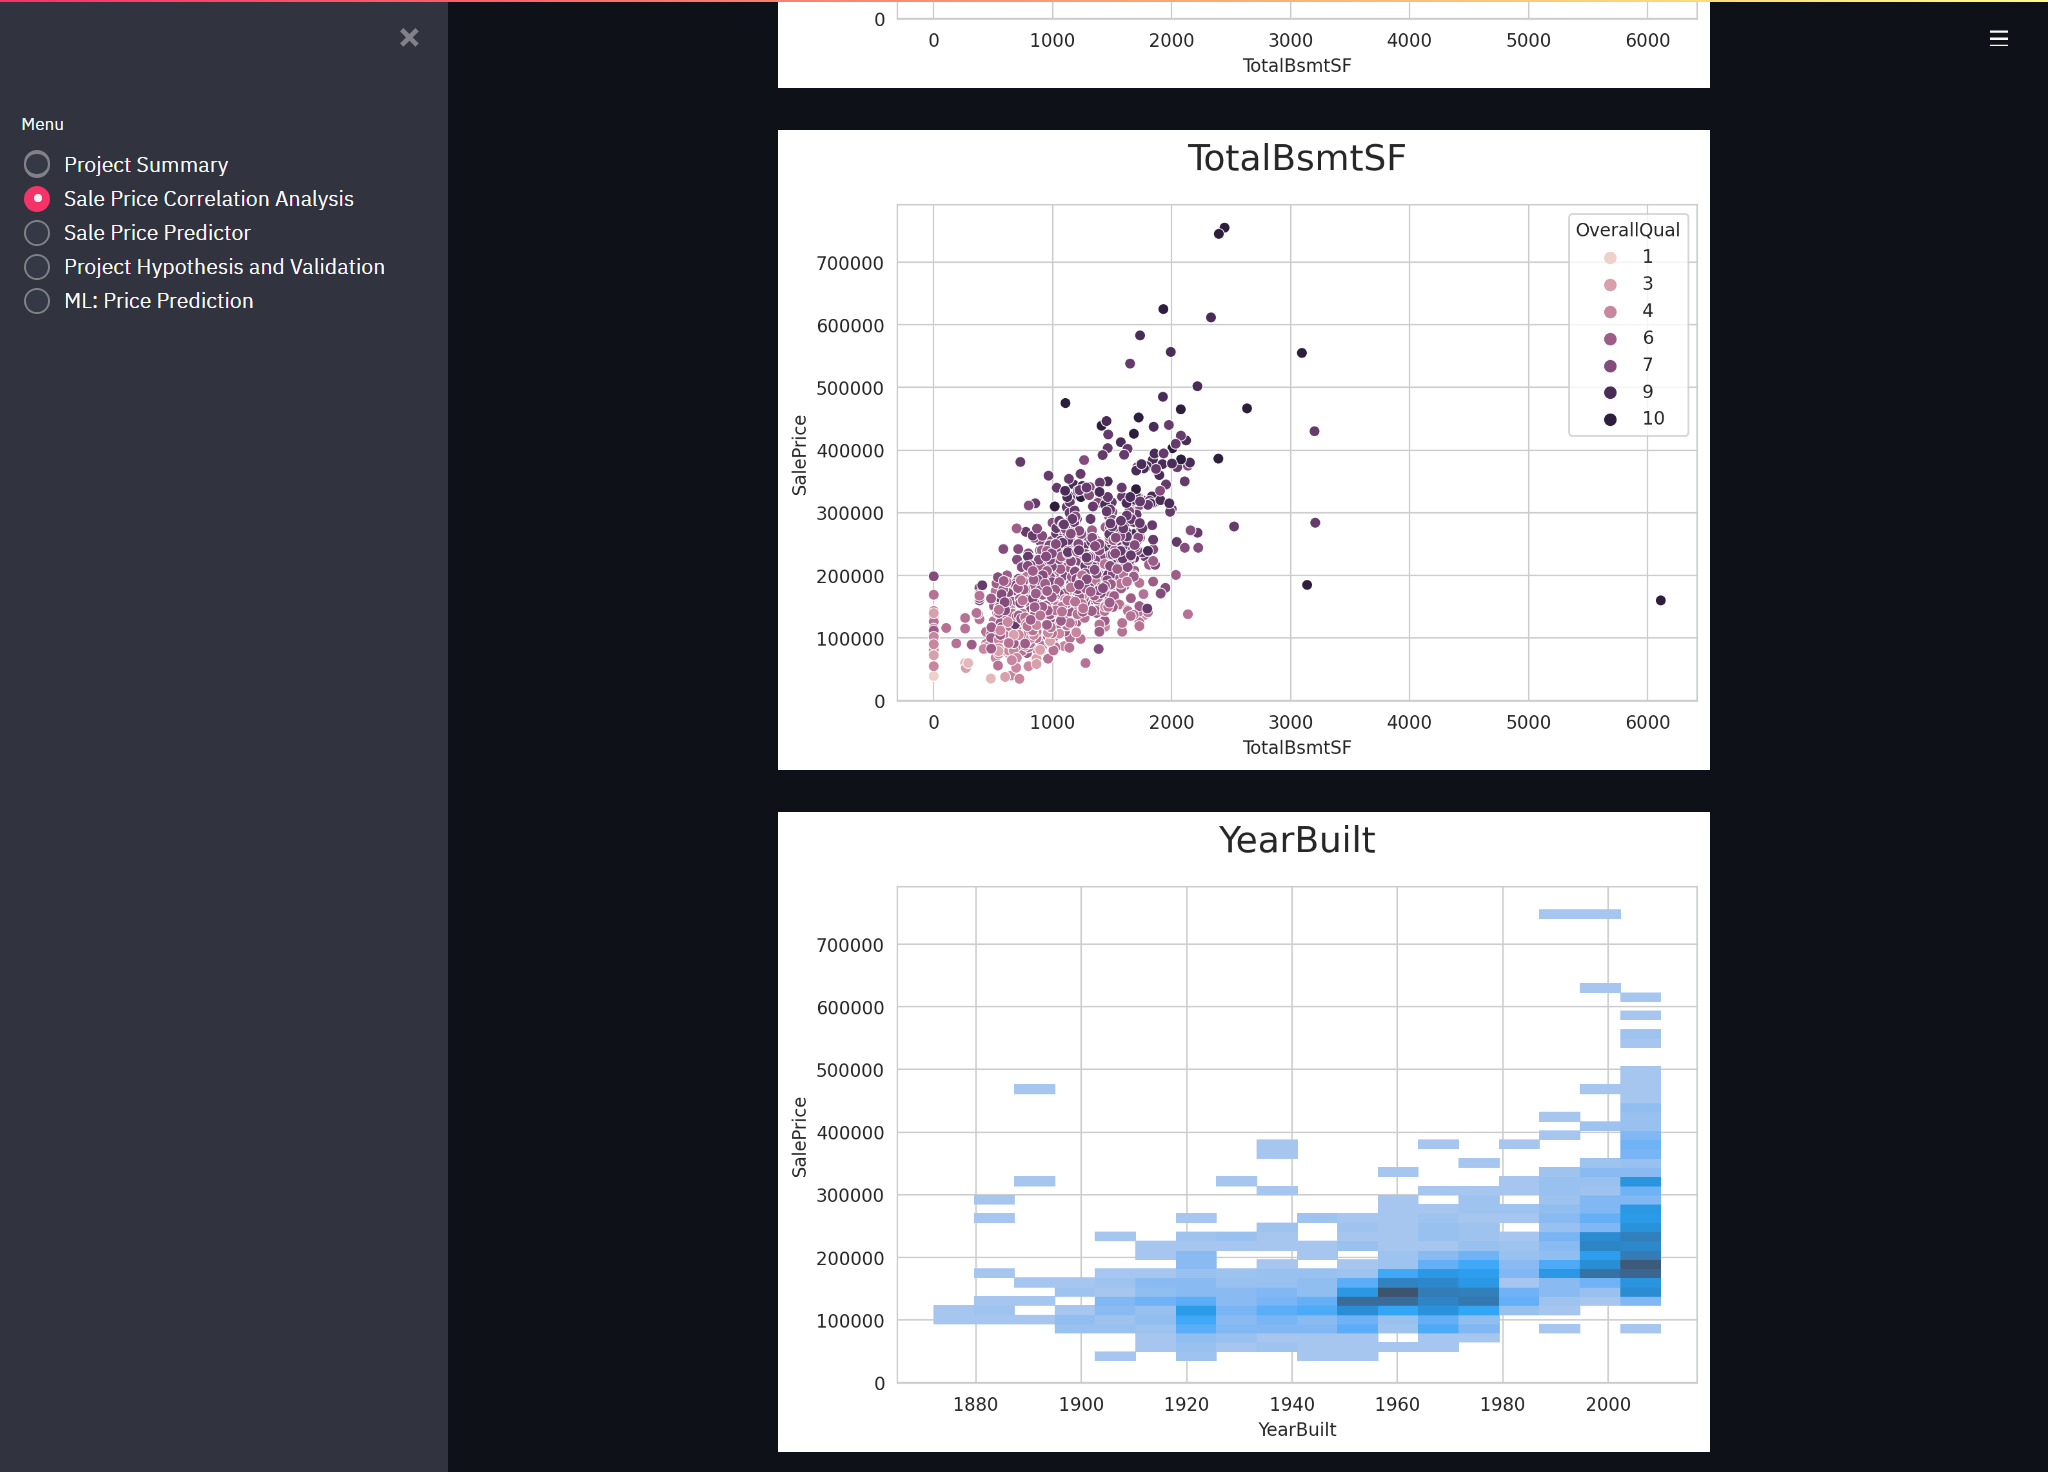 0
0 1000 2000 3000 4000 5000 6000
TotalBsmtSF
Menu
Project Summary
Sale Price Correlation Analysis
Sale Price Predictor
Project Hypothesis and Validation
ML: Price Prediction
TotalBsmtSF
SalePrice
700000
600000
500000
400000
300000
200000
100000
0
OverallQual
1
3
4
6
7
9
10
0 1000 2000 3000 4000 5000 6000
TotalBsmtSF
YearBuilt
SalePrice
700000
600000
500000
400000
300000
200000
100000
0
1880 1900 1920 1940 1960 1980 2000
YearBuilt